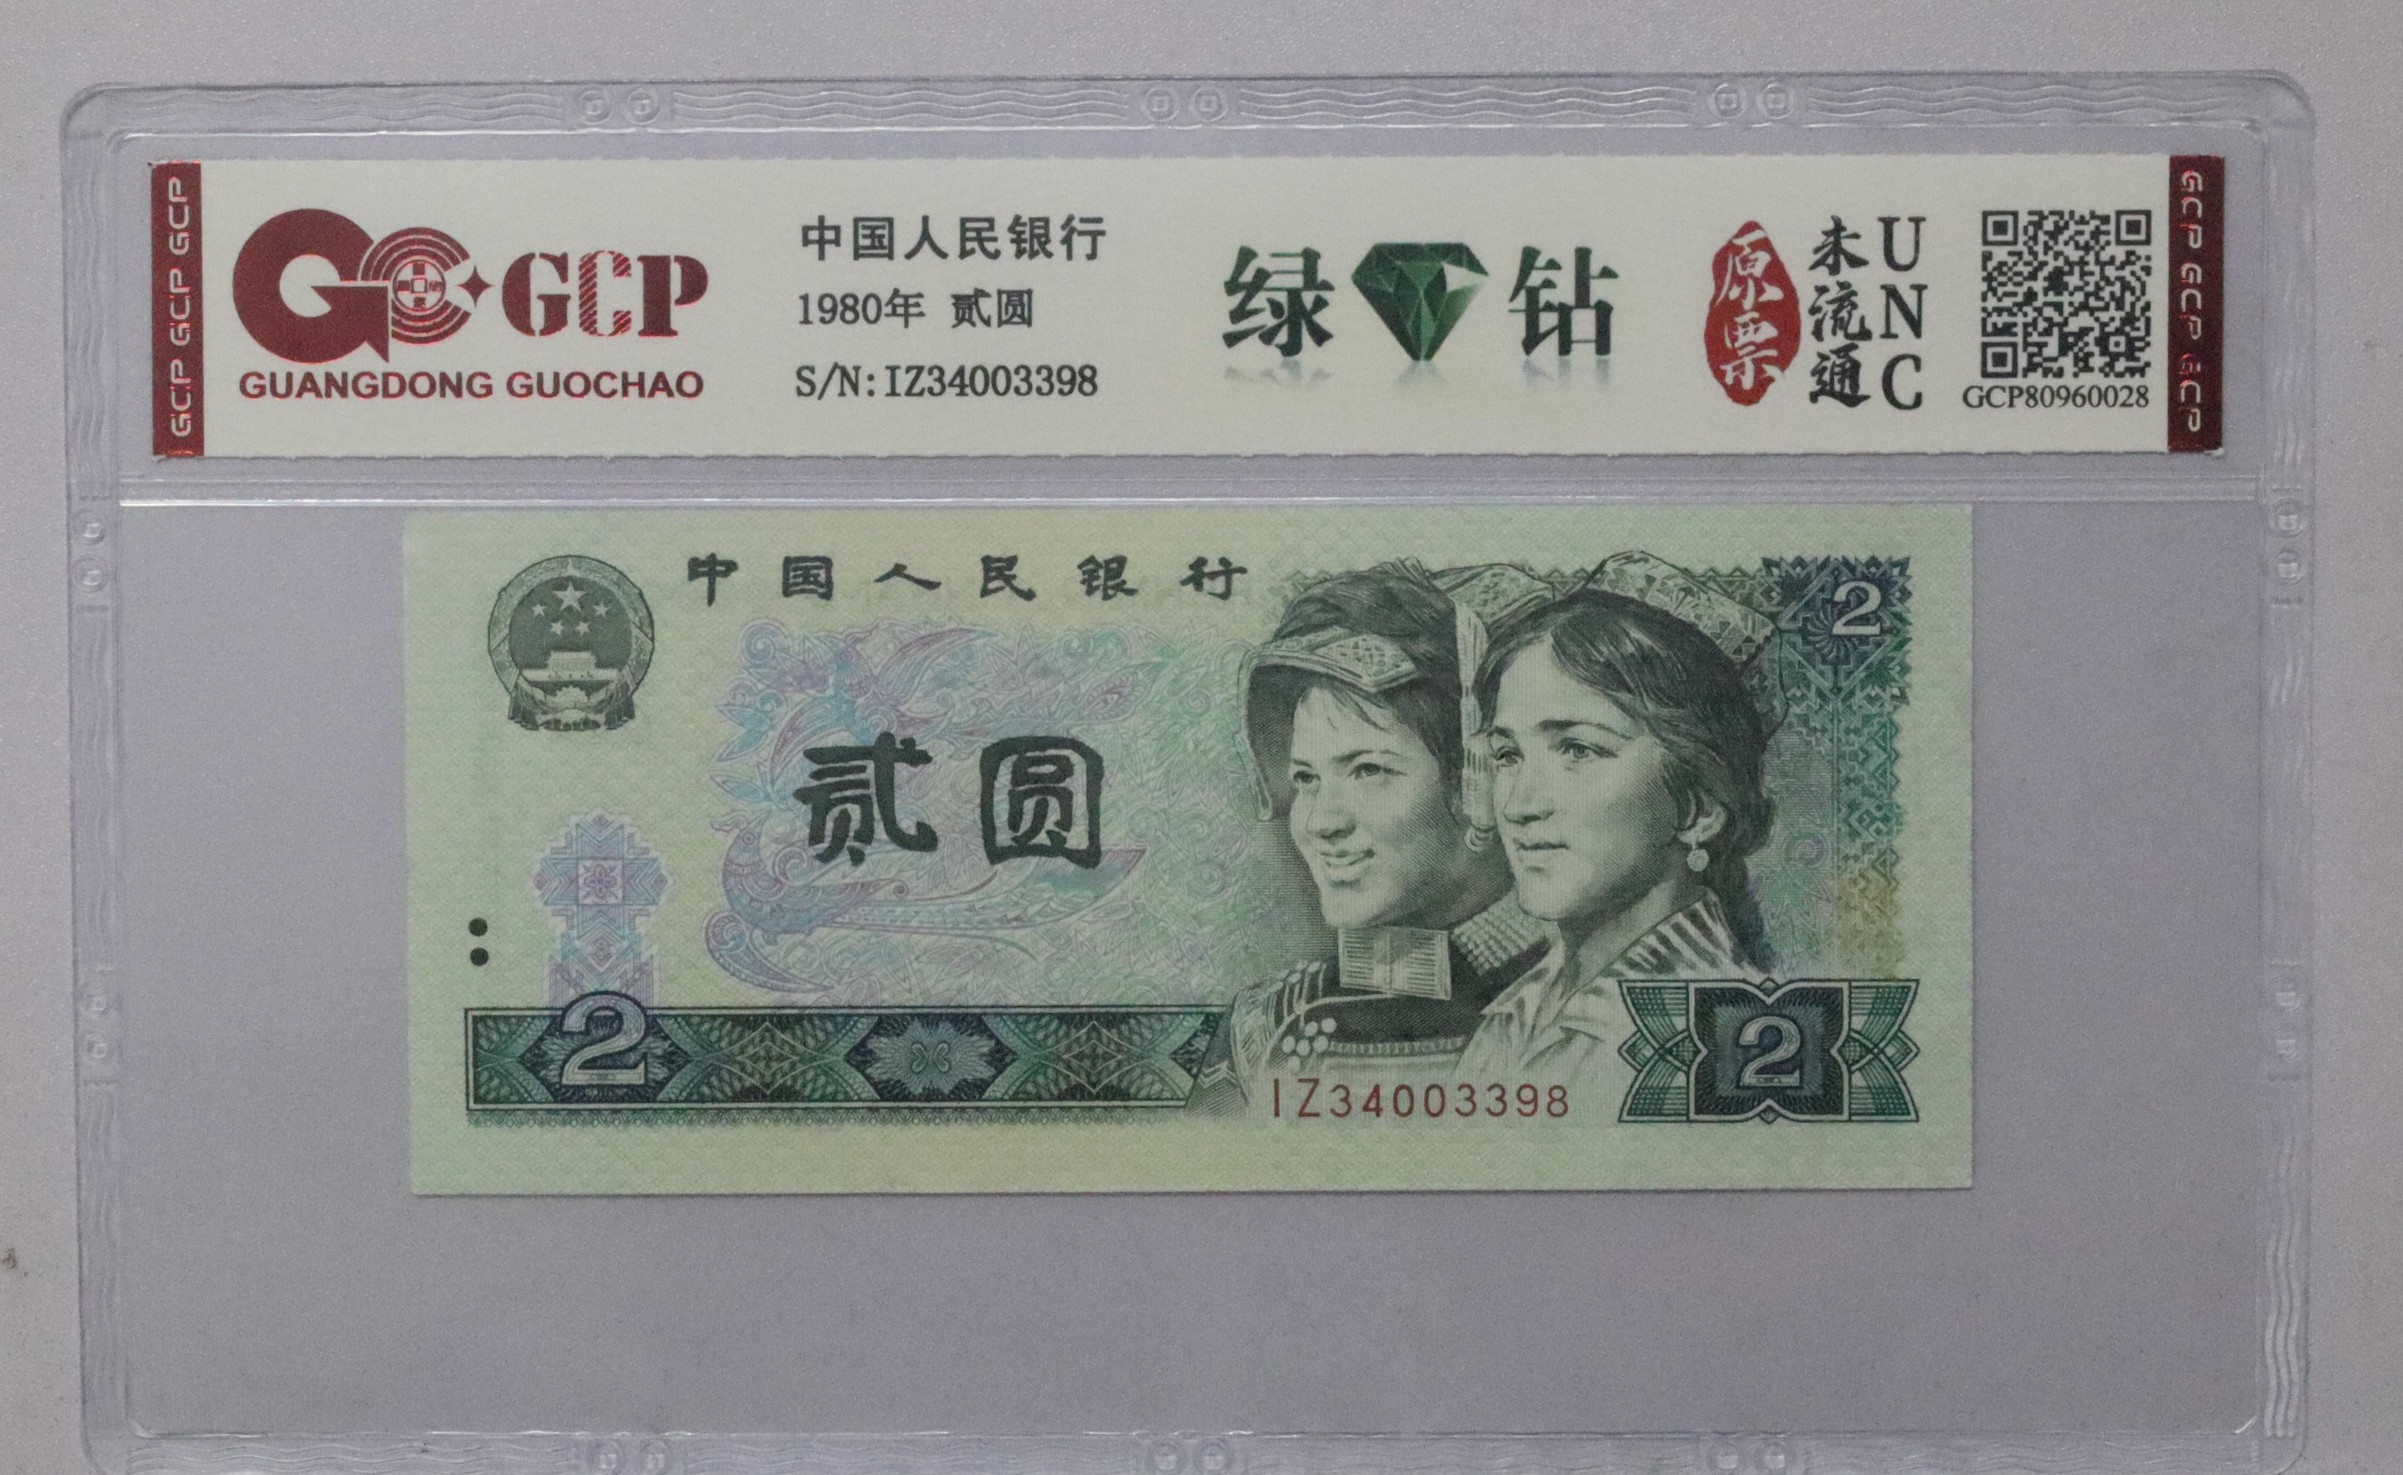 GCP GCP GCP
GCP
GUANGDONG GUOCHAO
中国人民银行
1980年 贰圆
S/N:IZ34003398
绿钻
原票
未流通
UNC
GCP80960028
GCP GCP GCP
中国人民银行
2
贰圆
2
2
IZ34003398